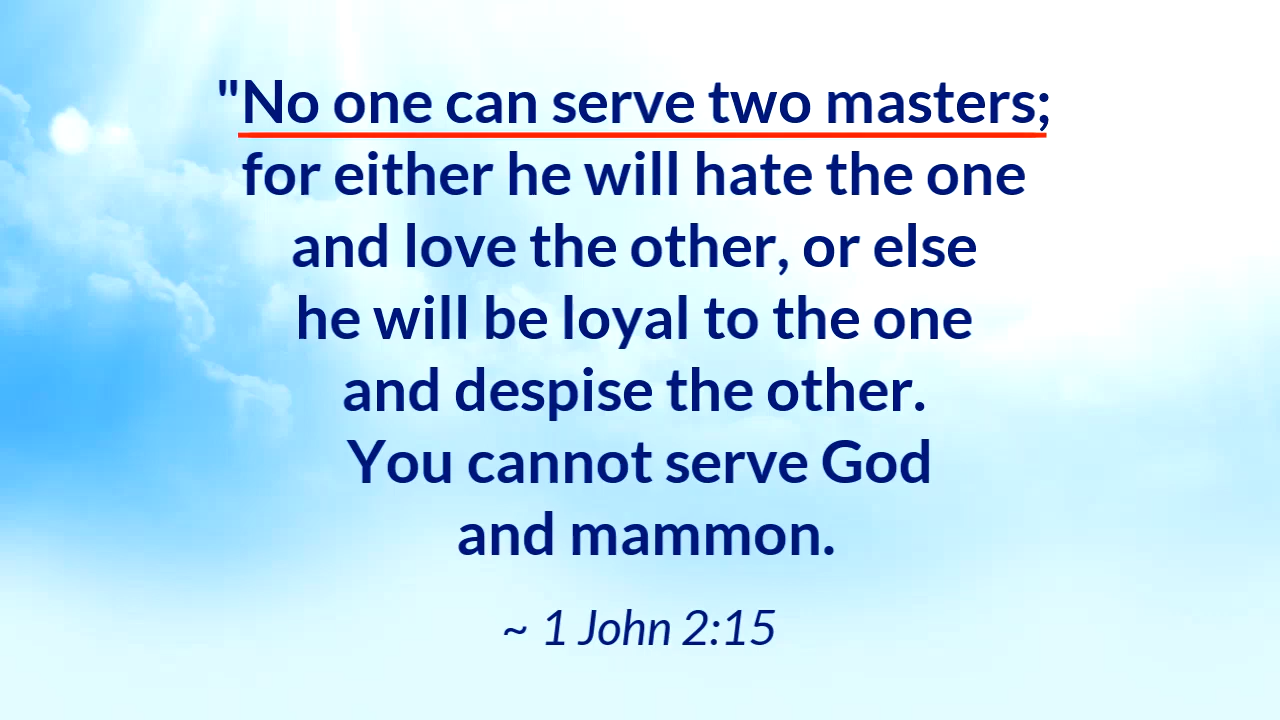 "No one can serve two masters;
for either he will hate the one
and love the other, or else
he will be loyal to the one
and despise the other.
You cannot serve God
and mammon.
~ 1 John 2:15